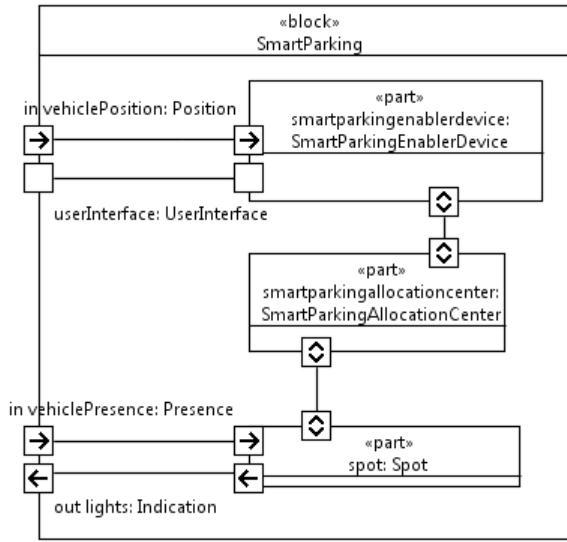 «block»
SmartParking
«part»
smartparkingenablerdevice:
SmartParkingEnablerDevice
in vehiclePosition: Position
userInterface: UserInterface
«part»
smartparkingallocationcenter:
SmartParkingAllocationCenter
in vehiclePresence: Presence
«part»
spot: Spot
out lights: Indication